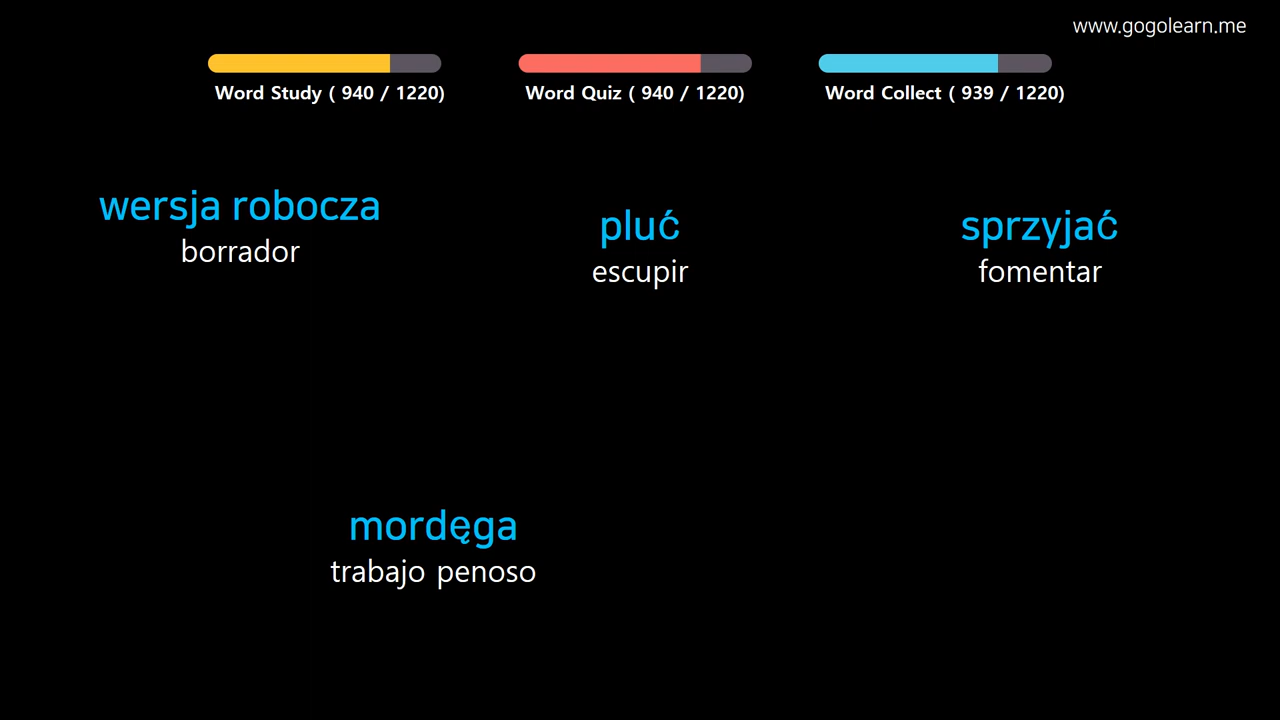 www.gogolearn.me
Word Study ( 940 / 1220)
Word Quiz ( 940 / 1220)
Word Collect ( 939 / 1220)
wersja robocza
borrador
pluć
escupir
sprzyjać
fomentar
mordęga
trabajo penoso